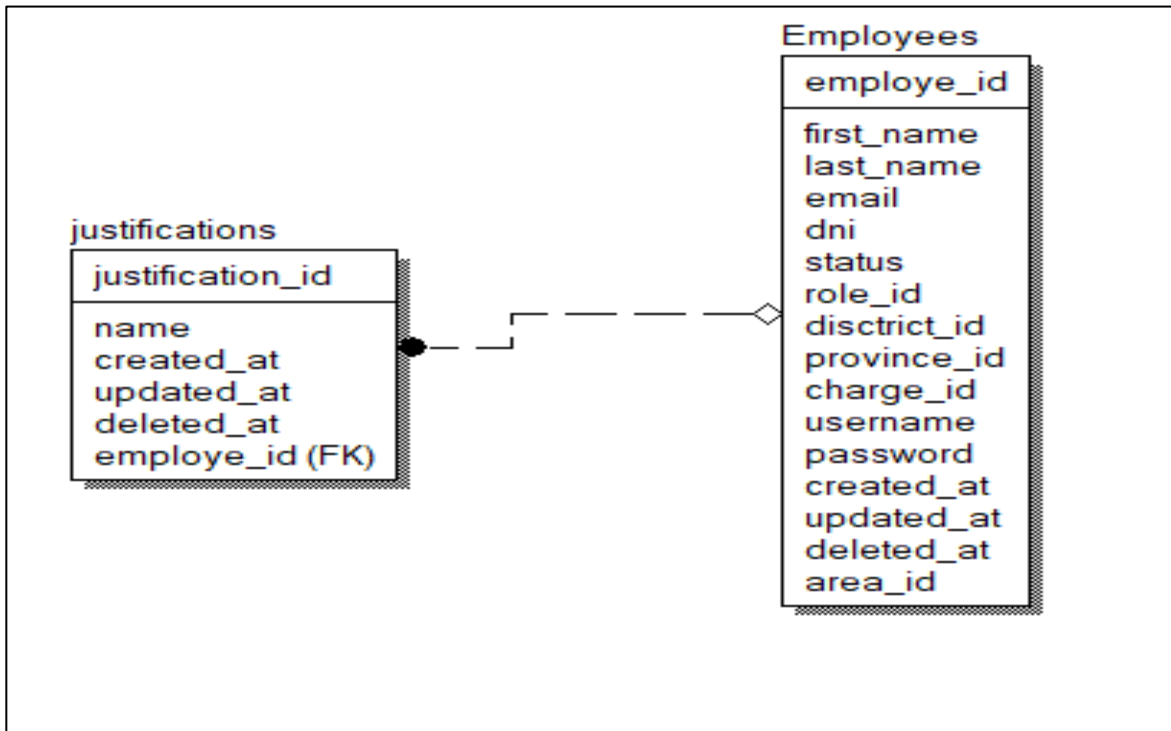 justifications
justification_id
name
created_at
updated_at
deleted_at
employe_id (FK)
Employees
employe_id
first_name
last_name
email
dni
status
role_id
disctrict_id
province_id
charge_id
username
password
created_at
updated_at
deleted_at
area_id